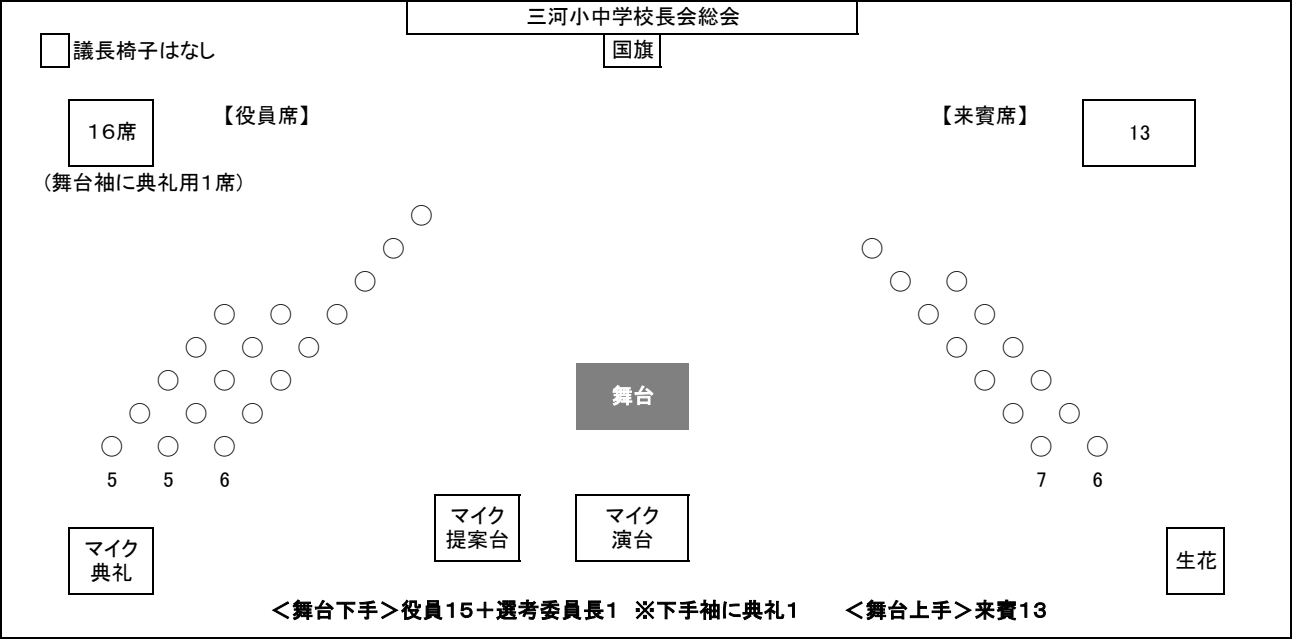 三河小中学校長会総会
国旗
議長椅子はなし
【役員席】
【来賓席】
16席
13
(舞台袖に典礼用1席)
舞台
5 5 6
7 6
マイク
提案台
マイク
演台
マイク
典礼
生花
<舞台下手>役員15+選考委員長1 ※下手袖に典礼1 <舞台上手>来賓13